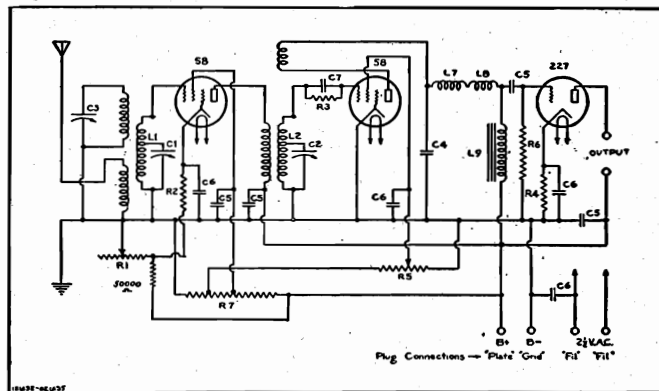 58
58
227
C3
L1
C1
R2
C6
C5
C5
C7
R3
L2
C2
C6
C4
L7
L8
C5
L9
R6
R4
C6
OUTPUT
C5
R1
50000
Ω
R7
R5
C6
B+
B-
2½ V.A.C.
Plug Connections → "Plate" "Grid" "Fil" "Fil"